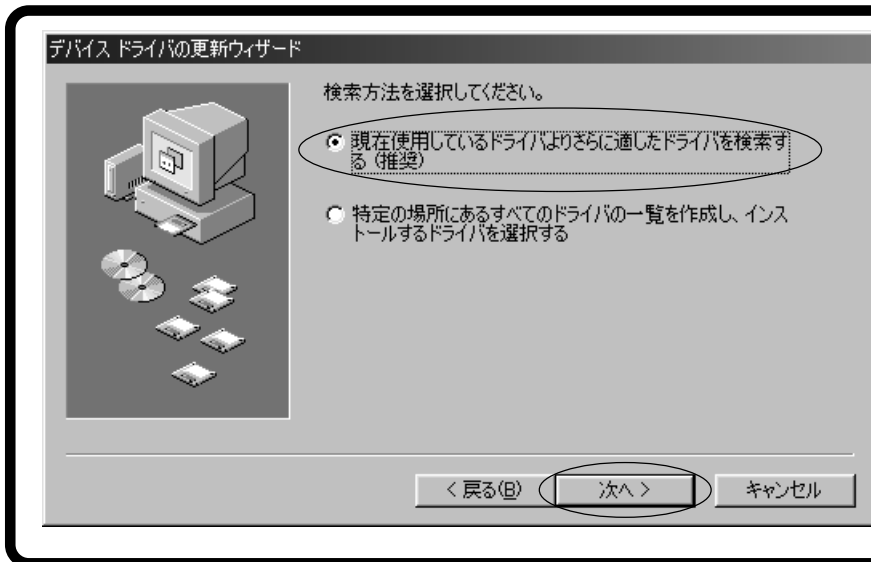 デバイス ドライバの更新ウィザード
検索方法を選択してください。
現在使用しているドライバよりさらに適したドライバを検索す
る (推奨)
特定の場所にあるすべてのドライバの一覧を作成し、インス
トールするドライバを選択する
< 戻る(B) 次へ > キャンセル